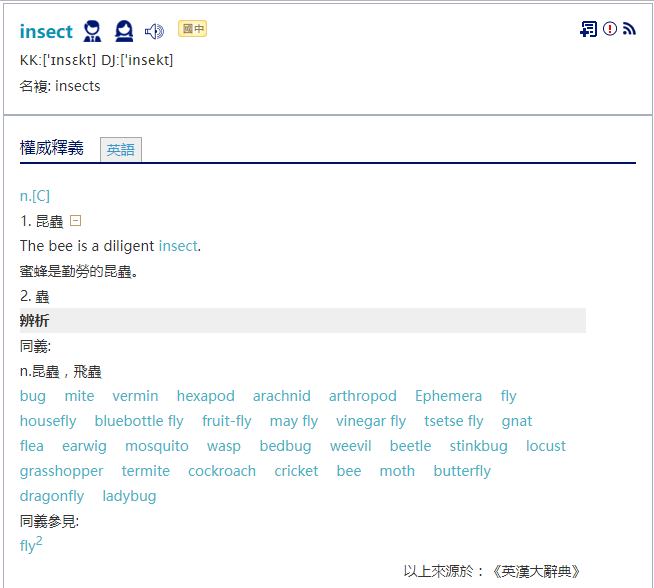 insect 國中
KK:[ˈɪnsɛkt] DJ:[ˈinsekt]
名複: insects
權威釋義 英語
n.[C]
1. 昆蟲
The bee is a diligent insect.
蜜蜂是勤勞的昆蟲。
2. 蟲
辨析
同義:
n.昆蟲，飛蟲
bug mite vermin hexapod arachnid arthropod Ephemera fly
housefly bluebottle fly fruit-fly may fly vinegar fly tsetse fly gnat
flea earwig mosquito wasp bedbug weevil beetle stinkbug locust
grasshopper termite cockroach cricket bee moth butterfly
dragonfly ladybug
同義參見:
fly2
以上來源於：《英漢大辭典》